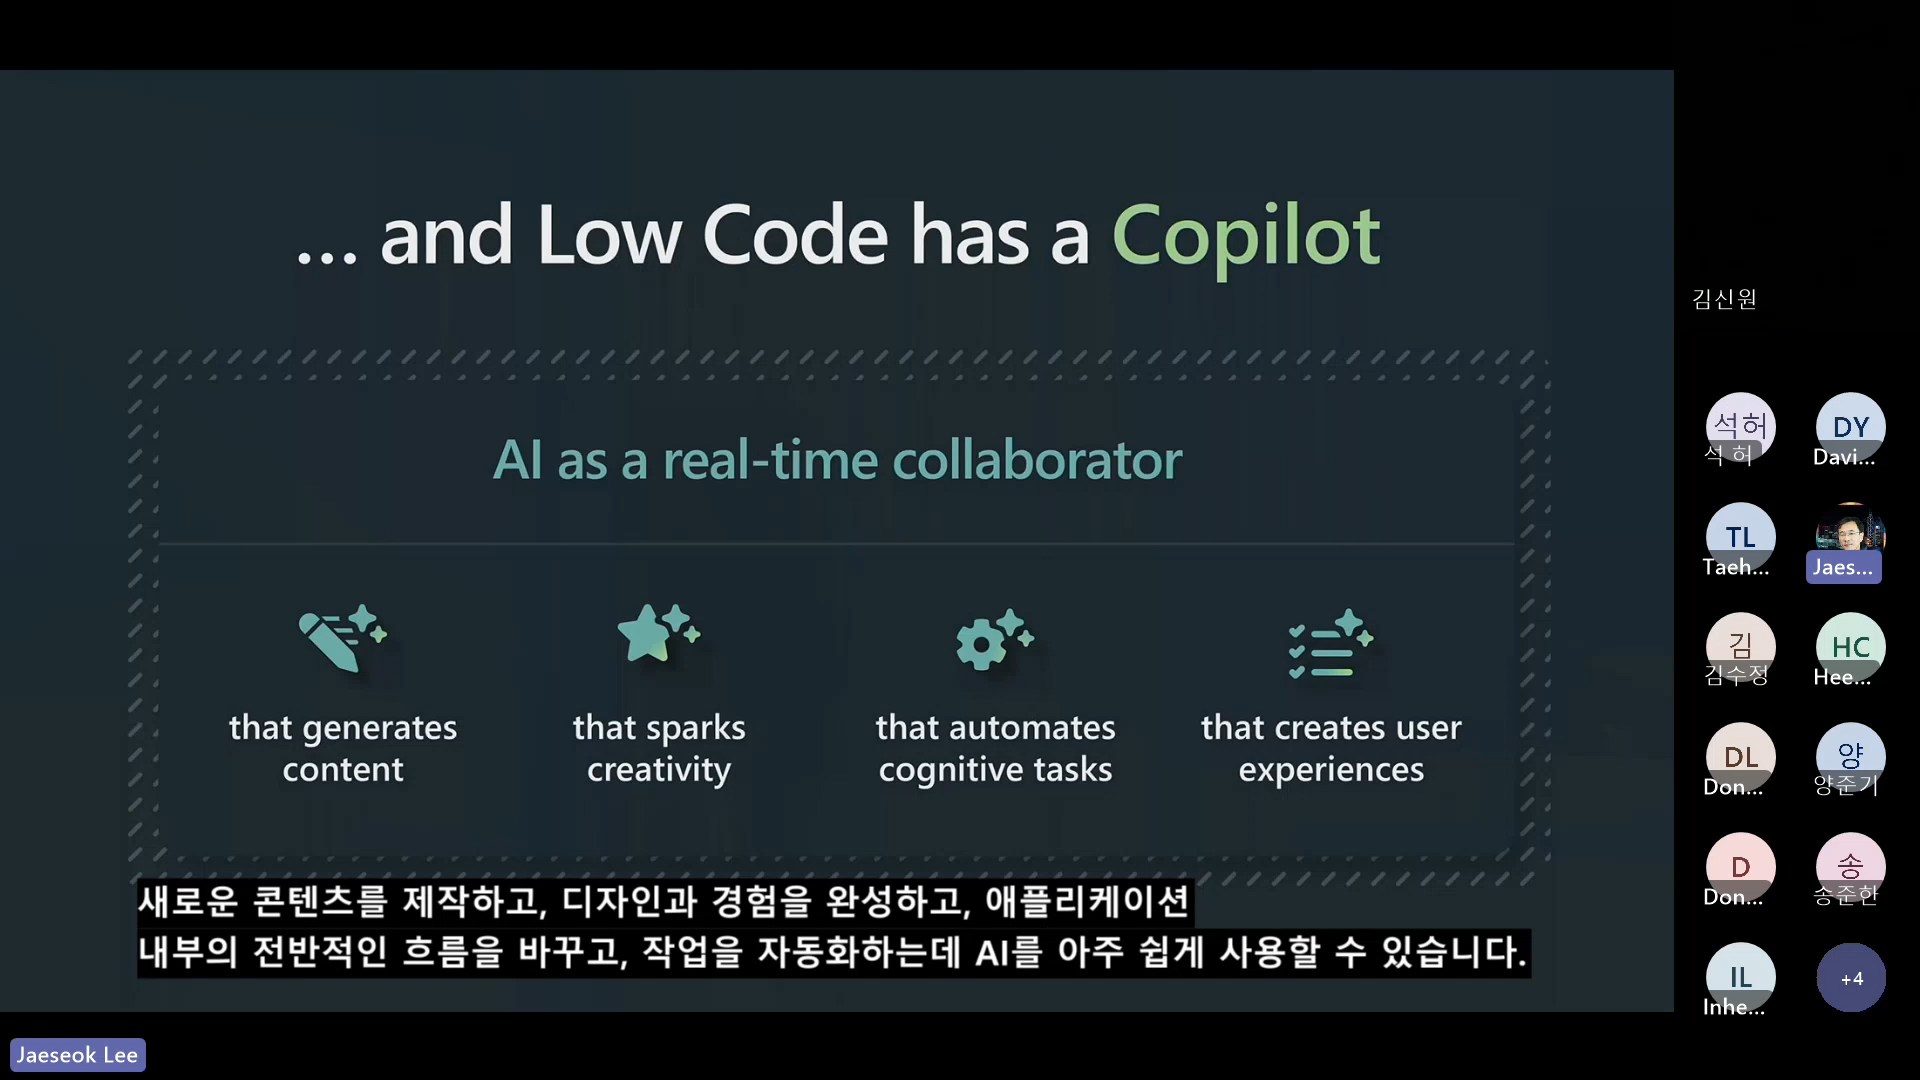 ... and Low Code has a Copilot
AI as a real-time collaborator
that generates
content
that sparks
creativity
that automates
cognitive tasks
that creates user
experiences
새로운 콘텐츠를 제작하고, 디자인과 경험을 완성하고, 애플리케이션
내부의 전반적인 흐름을 바꾸고, 작업을 자동화하는데 AI를 아주 쉽게 사용할 수 있습니다.
Jaeseok Lee
김신원
석허
석 허
DY
Davi...
TL
Taeh...
Jaes...
김
김수정
HC
Hee...
DL
Don...
양
양준기
D
Don...
송
송준한
IL
Inhe...
+4